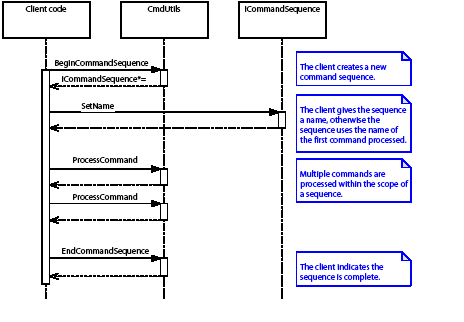 Client code
CmdUtils
ICommandSequence
BeginCommandSequence
ICommandSequence*=
The client creates a new
command sequence.
SetName
The client gives the sequence
a name, otherwise the
sequence uses the name of
the first command processed.
ProcessCommand
Multiple commands are
processed within the scope of
a sequence.
ProcessCommand
EndCommandSequence
The client indicates the
sequence is complete.